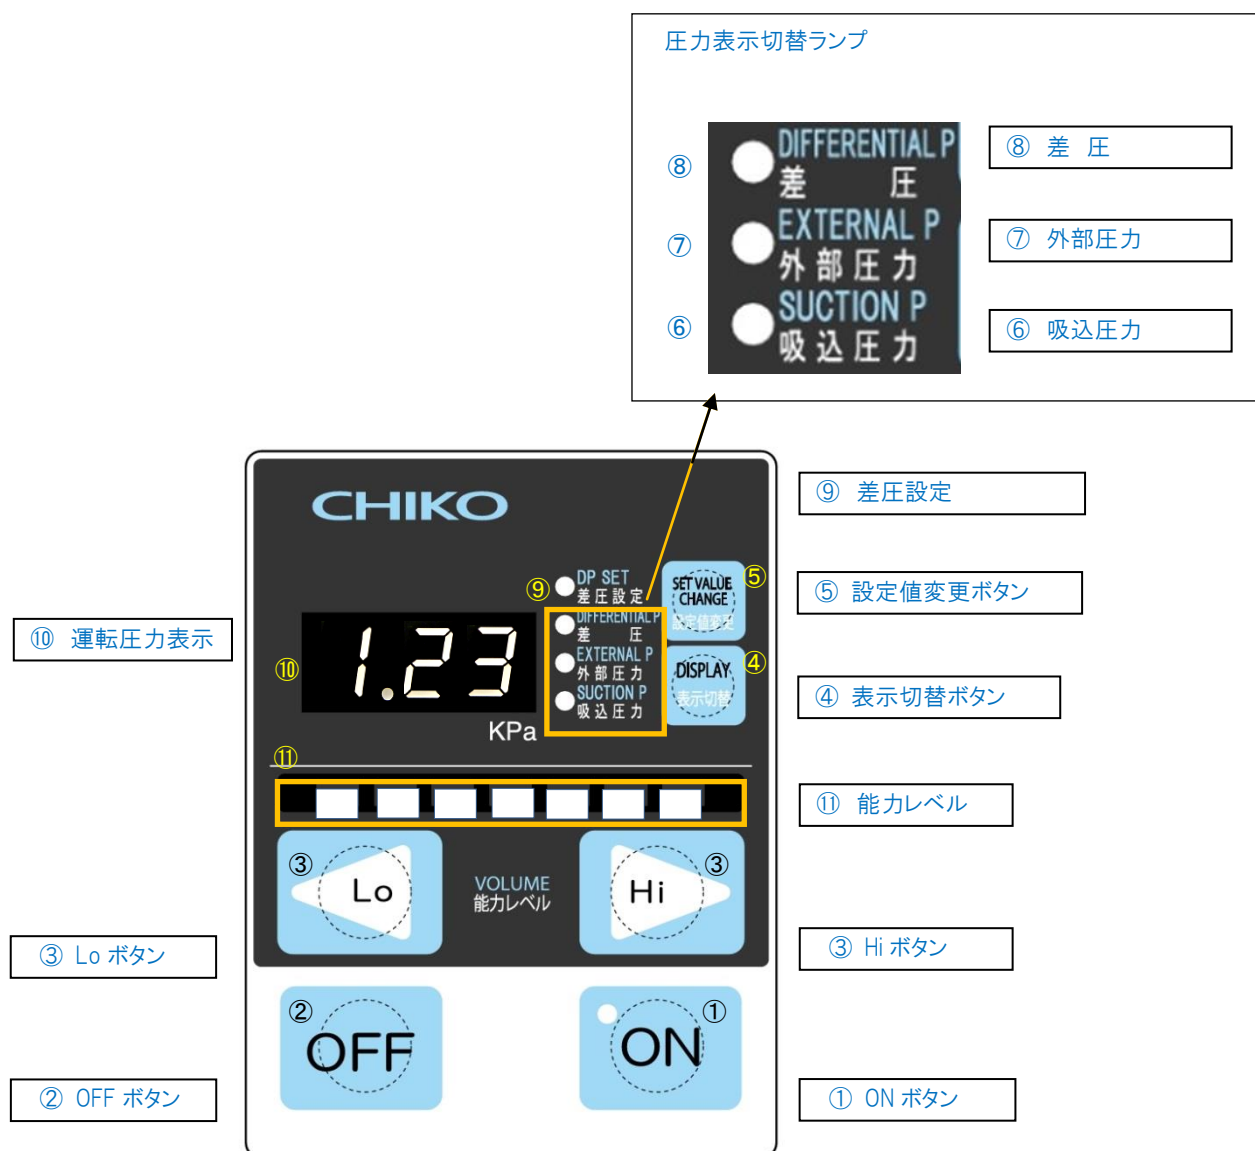 圧力表示切替ランプ
⑧ DIFFERENTIAL P
差 圧
⑧ 差 圧
⑦ EXTERNAL P
外部圧力
⑦ 外部圧力
⑥ SUCTION P
吸込圧力
⑥ 吸込圧力
CHIKO
⑨ 差圧設定
⑨ DP SET
差圧設定
SET VALUE
CHANGE
設定値変更
⑤
⑤ 設定値変更ボタン
DIFFERENTIAL P
差 圧
EXTERNAL P
外部圧力
SUCTION P
吸込圧力
⑩ 運転圧力表示
⑩ 1.23
KPa
DISPLAY
表示切替
④
④ 表示切替ボタン
⑪
⑪ 能力レベル
③ Lo
VOLUME
能力レベル
Hi ③
③ Lo ボタン
③ Hi ボタン
② OFF
① ON
② OFF ボタン
① ON ボタン